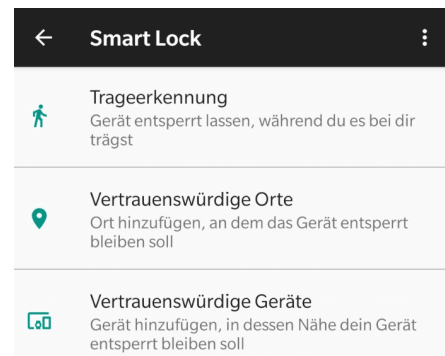 Smart Lock
Trageerkennung
Gerät entsperrt lassen, während du es bei dir
trägst
Vertrauenswürdige Orte
Ort hinzufügen, an dem das Gerät entsperrt
bleiben soll
Vertrauenswürdige Geräte
Gerät hinzufügen, in dessen Nähe dein Gerät
entsperrt bleiben soll